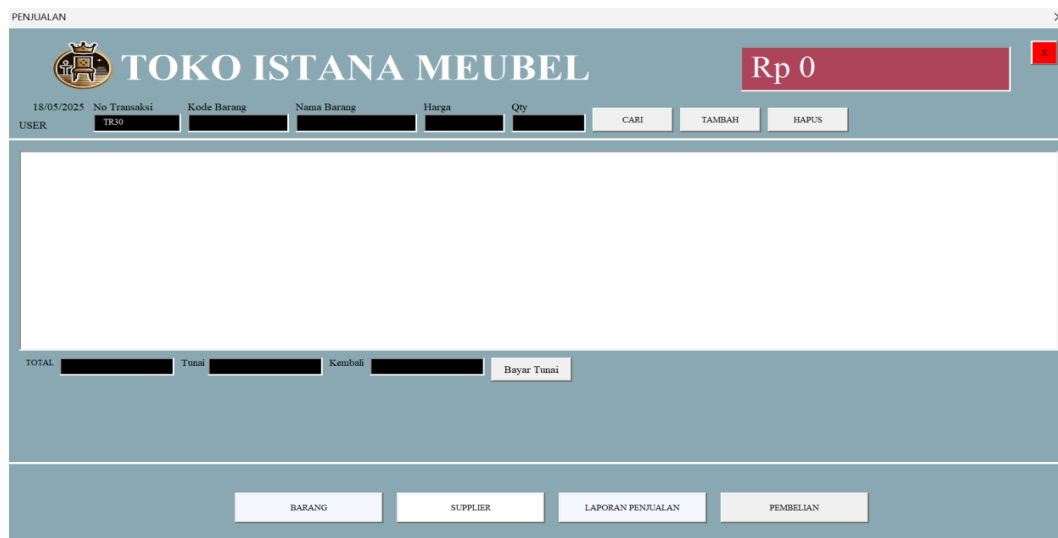 PENJUALAN
TOKO ISTANA MEUBEL
Rp 0
X
18/05/2025 No Transaksi Kode Barang Nama Barang Harga Qty
USER TR30
CARI TAMBAH HAPUS
TOTAL Tunai Kembali Bayar Tunai
BARANG SUPPLIER LAPORAN PENJUALAN PEMBELIAN